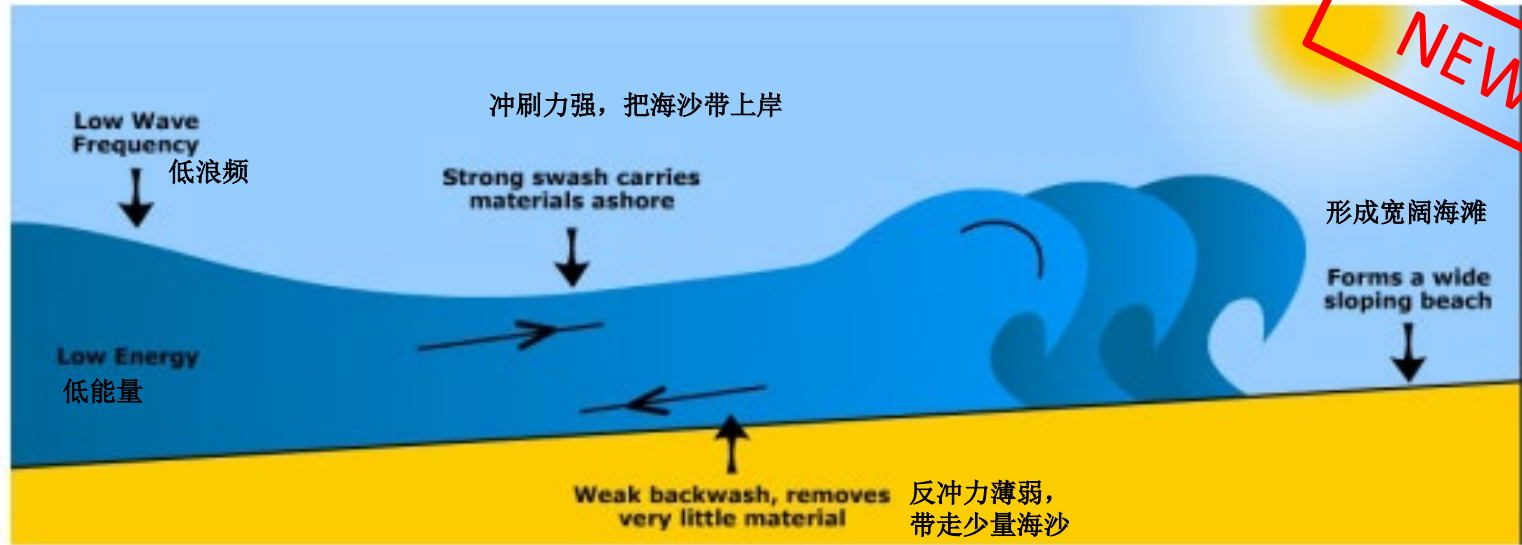 NEW
冲刷力强，把海沙带上岸
Low Wave
Frequency
低浪频
Strong swash carries
materials ashore
形成宽阔海滩
Forms a wide
sloping beach
Low Energy
低能量
Weak backwash, removes
very little material
反冲力薄弱，
带走少量海沙